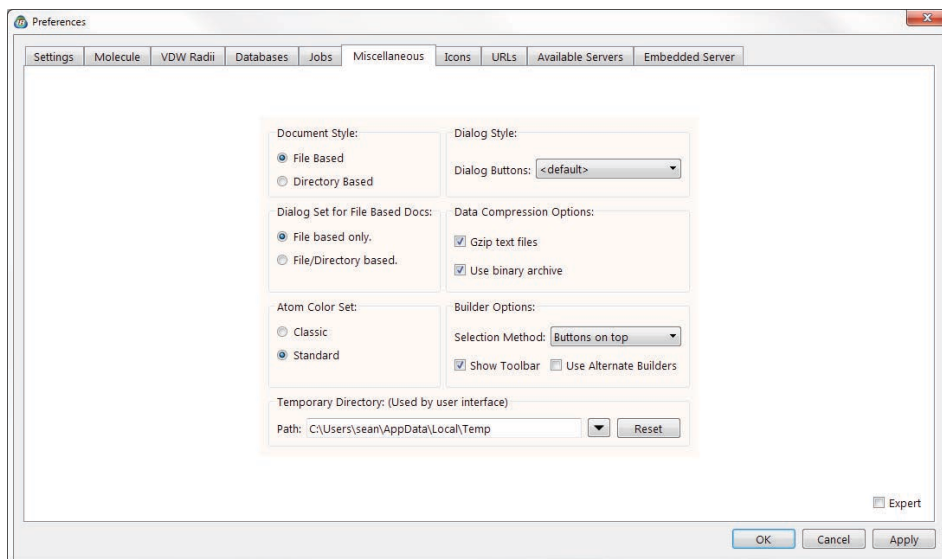 Preferences
Settings Molecule VDW Radii Databases Jobs Miscellaneous Icons URLs Available Servers Embedded Server
Document Style:
File Based
Directory Based
Dialog Style:
Dialog Buttons: <default>
Dialog Set for File Based Docs:
File based only.
File/Directory based.
Data Compression Options:
Gzip text files
Use binary archive
Atom Color Set:
Classic
Standard
Builder Options:
Selection Method: Buttons on top
Show Toolbar Use Alternate Builders
Temporary Directory: (Used by user interface)
Path: C:\Users\sean\AppData\Local\Temp Reset
Expert
OK Cancel Apply